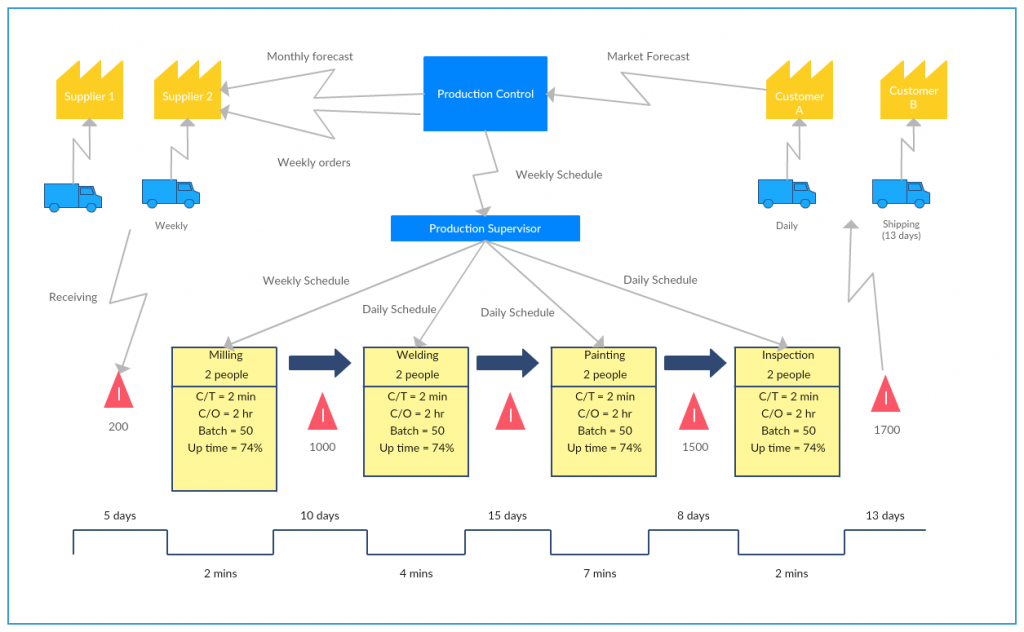 Monthly forecast
Market Forecast
Supplier 1
Supplier 2
Production Control
Customer
A
Customer
B
Weekly orders
Weekly Schedule
Weekly
Production Supervisor
Daily
Shipping
(13 days)
Receiving
Weekly Schedule
Daily Schedule
Daily Schedule
Daily Schedule
Milling
2 people
C/T = 2 min
C/O = 2 hr
Batch = 50
Up time = 74%
Welding
2 people
C/T = 2 min
C/O = 2 hr
Batch = 50
Up time = 74%
Painting
2 people
C/T = 2 min
C/O = 2 hr
Batch = 50
Up time = 74%
Inspection
2 people
C/T = 2 min
C/O = 2 hr
Batch = 50
Up time = 74%
I
200
I
1000
I
I
1500
I
1700
5 days
10 days
15 days
8 days
13 days
2 mins
4 mins
7 mins
2 mins